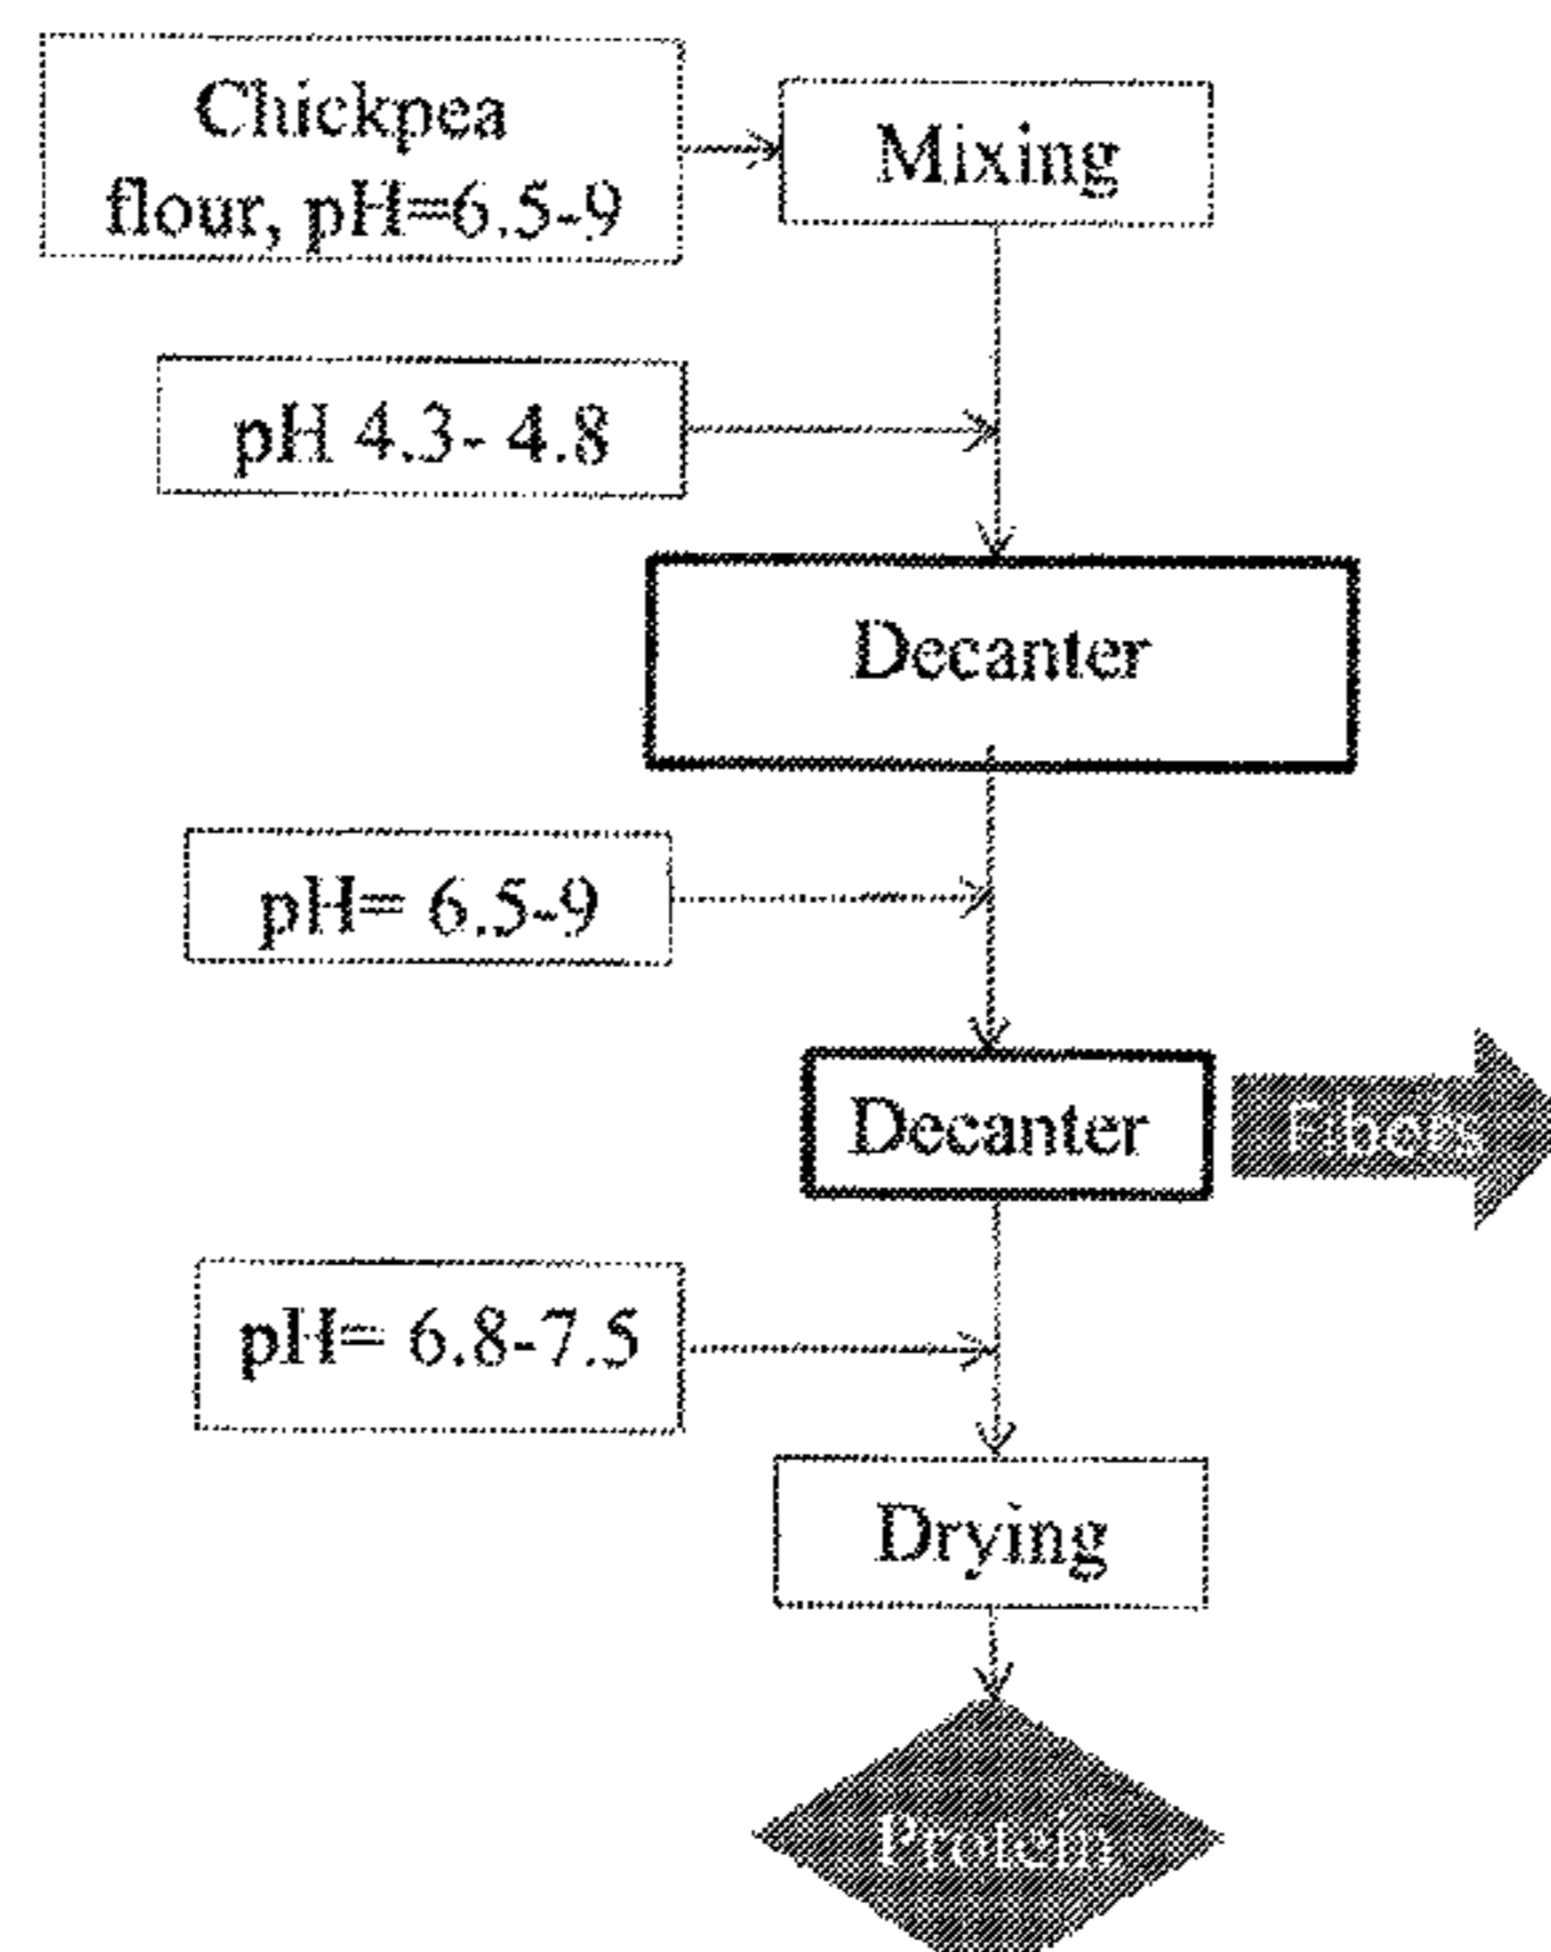 Chickpea
flour, pH=6.5-9
Mixing
pH 4.3- 4.8
Decanter
pH= 6.5-9
Decanter
Fibers
pH= 6.8-7.5
Drying
Protein